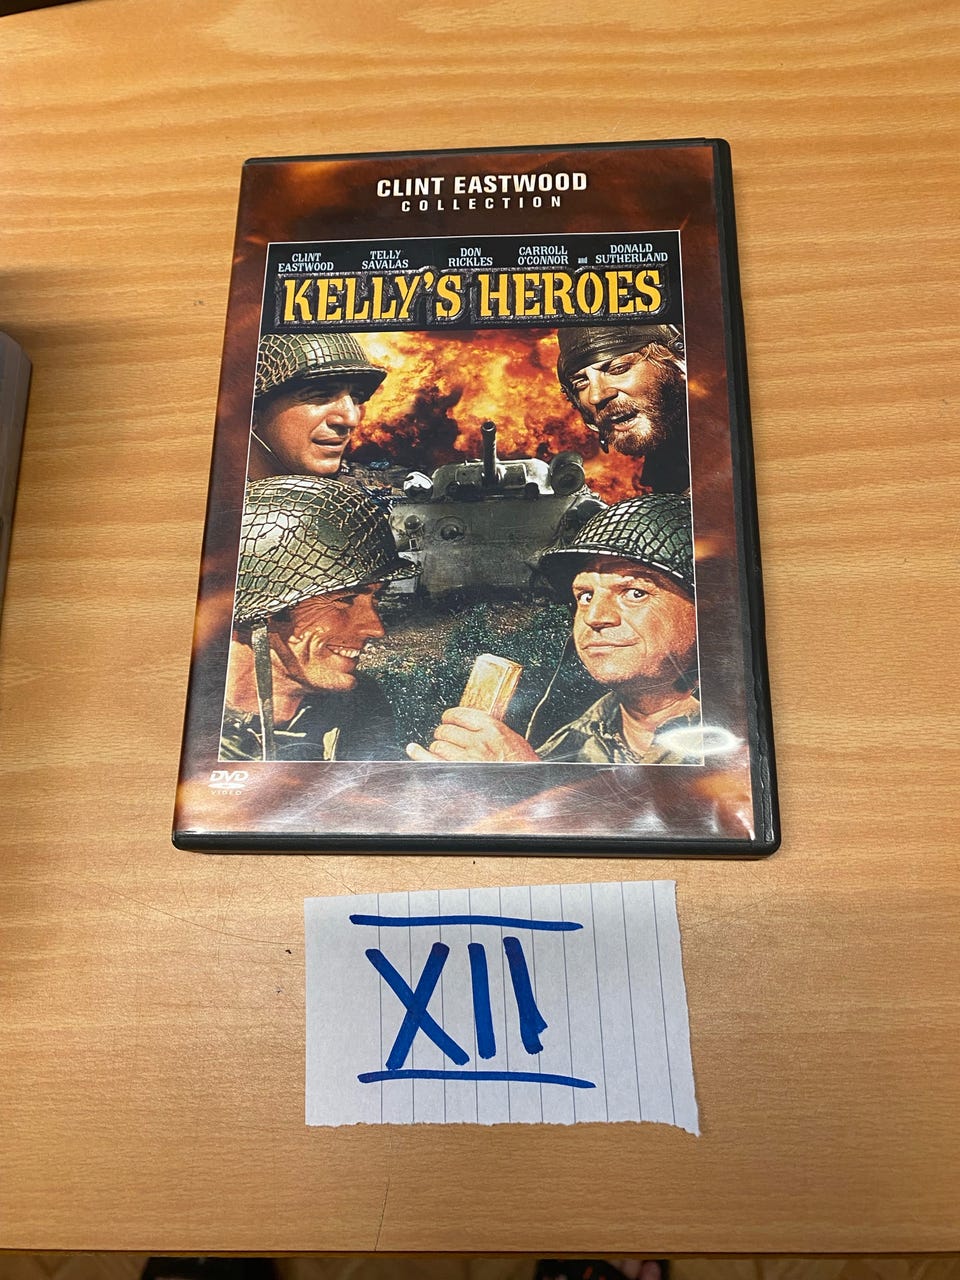 CLINT EASTWOOD
COLLECTION
CLINT EASTWOOD TELLY SAVALAS DON RICKLES CARROLL O'CONNOR and DONALD SUTHERLAND
KELLY'S HEROES
DVD
VIDEO
XII